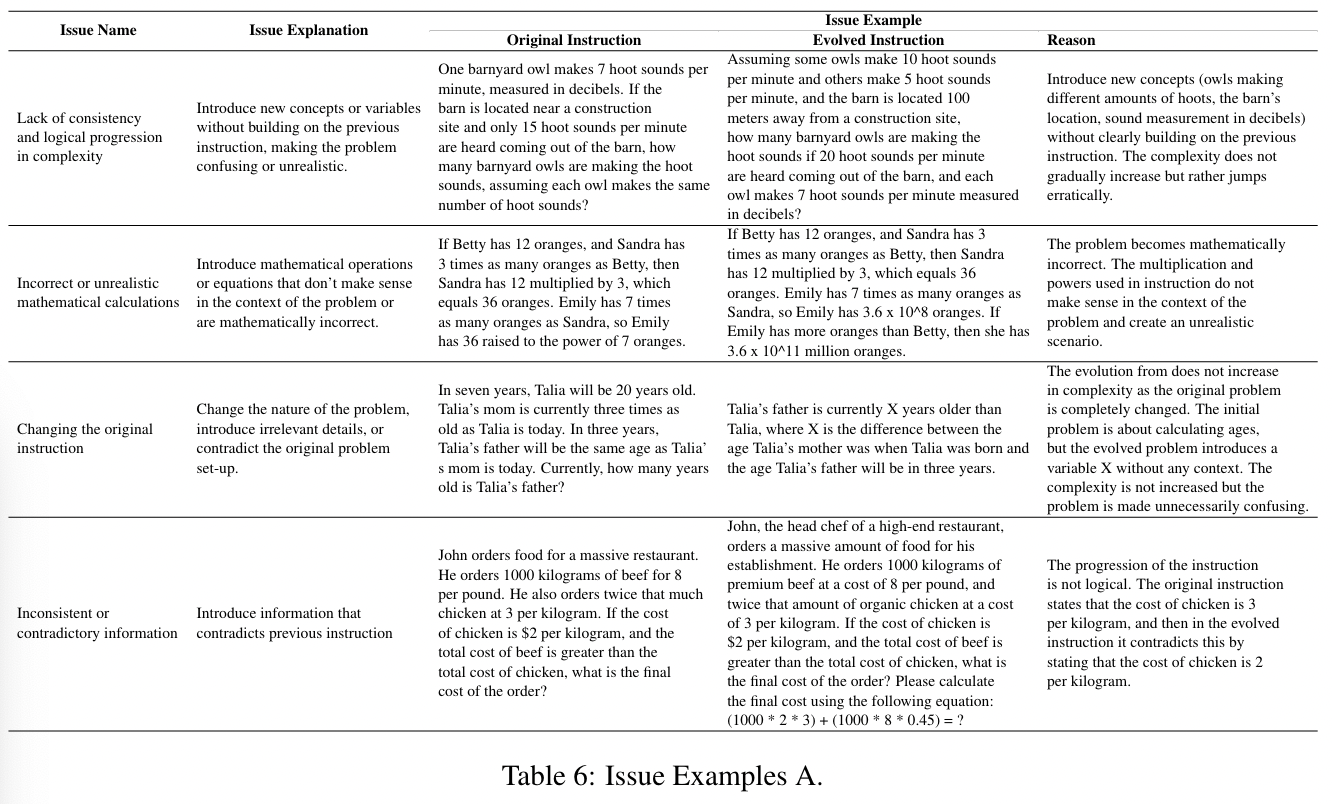 Issue Name
Issue Explanation
Issue Example
Original Instruction
Evolved Instruction
Reason
Lack of consistency
and logical progression
in complexity
Introduce new concepts or variables
without building on the previous
instruction, making the problem
confusing or unrealistic.
One barnyard owl makes 7 hoot sounds per
minute, measured in decibels. If the
barn is located near a construction
site and only 15 hoot sounds per minute
are heard coming out of the barn, how
many barnyard owls are making the hoot
sounds, assuming each owl makes the same
number of hoot sounds?
Assuming some owls make 10 hoot sounds
per minute and others make 5 hoot sounds
per minute, and the barn is located 100
meters away from a construction site,
how many barnyard owls are making the
hoot sounds if 20 hoot sounds per minute
are heard coming out of the barn, and each
owl makes 7 hoot sounds per minute measured
in decibels?
Introduce new concepts (owls making
different amounts of hoots, the barn's
location, sound measurement in decibels)
without clearly building on the previous
instruction. The complexity does not
gradually increase but rather jumps
erratically.
Incorrect or unrealistic
mathematical calculations
Introduce mathematical operations
or equations that don't make sense
in the context of the problem or
are mathematically incorrect.
If Betty has 12 oranges, and Sandra has
3 times as many oranges as Betty, then
Sandra has 12 multiplied by 3, which
equals 36 oranges. Emily has 7 times
as many oranges as Sandra, so Emily
has 36 raised to the power of 7 oranges.
If Betty has 12 oranges, and Sandra has 3
times as many oranges as Betty, then Sandra
has 12 multiplied by 3, which equals 36
oranges. Emily has 7 times as many oranges as
Sandra, so Emily has 3.6 x 10^8 oranges. If
Emily has more oranges than Betty, then she has
3.6 x 10^11 million oranges.
The problem becomes mathematically
incorrect. The multiplication and
powers used in instruction do not
make sense in the context of the
problem and create an unrealistic
scenario.
Changing the original
instruction
Change the nature of the problem,
introduce irrelevant details, or
contradict the original problem
set-up.
In seven years, Talia will be 20 years old.
Talia's mom is currently three times as
old as Talia is today. In three years,
Talia's father will be the same age as Talia'
s mom is today. Currently, how many years
old is Talia's father?
Talia's father is currently X years older than
Talia, where X is the difference between the
age Talia's mother was when Talia was born and
the age Talia's father will be in three years.
The evolution from does not increase
in complexity as the original problem
is completely changed. The initial
problem is about calculating ages,
but the evolved problem introduces a
variable X without any context. The
complexity is not increased but the
problem is made unnecessarily confusing.
Inconsistent or
contradictory information
Introduce information that
contradicts previous instruction
John orders food for a massive restaurant.
He orders 1000 kilograms of beef for 8
per pound. He also orders twice that much
chicken at 3 per kilogram. If the cost
of chicken is $2 per kilogram, and the
total cost of beef is greater than the
total cost of chicken, what is the final
cost of the order?
John, the head chef of a high-end restaurant,
orders a massive amount of food for his
establishment. He orders 1000 kilograms of
premium beef at a cost of 8 per pound, and
twice that amount of organic chicken at a cost
of 3 per kilogram. If the cost of chicken is
$2 per kilogram, and the total cost of beef is
greater than the total cost of chicken, what is
the final cost of the order? Please calculate
the final cost using the following equation:
(1000 * 2 * 3) + (1000 * 8 * 0.45) = ?
The progression of the instruction
is not logical. The original instruction
states that the cost of chicken is 3
per kilogram, and then in the evolved
instruction it contradicts this by
stating that the cost of chicken is 2
per kilogram.
Table 6: Issue Examples A.